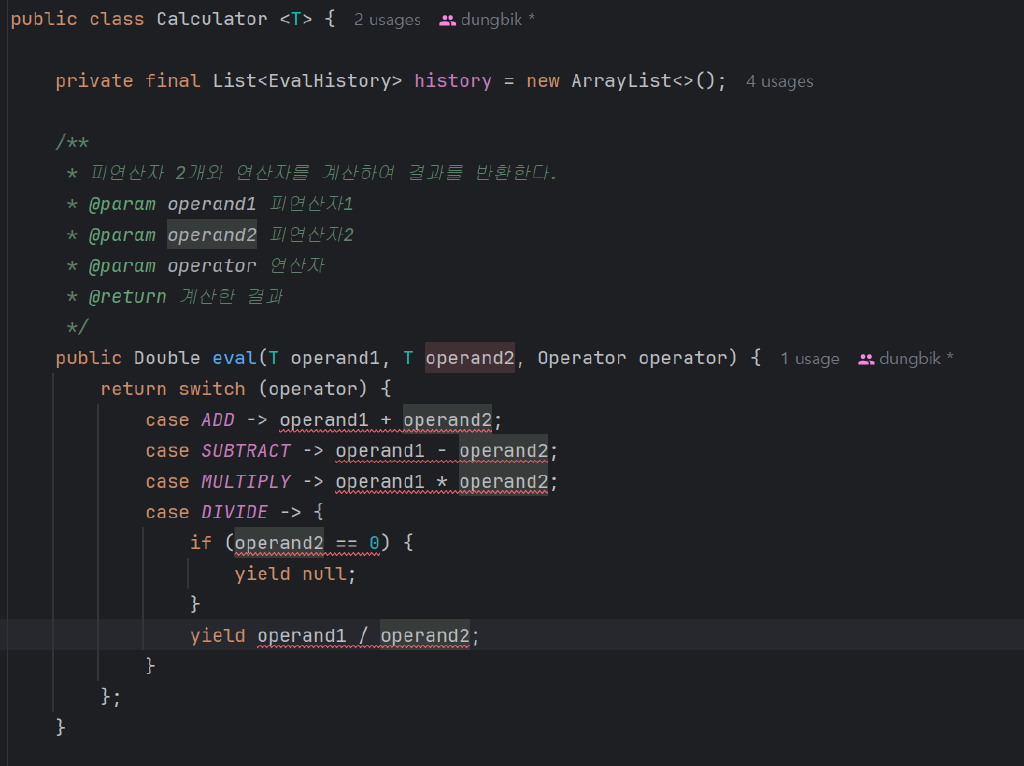 public class Calculator <T> { 2 usages dungbik *
private final List<EvalHistory> history = new ArrayList<>(); 4 usages
/**
* 피연산자 2개와 연산자를 계산하여 결과를 반환한다.
* @param operand1 피연산자1
* @param operand2 피연산자2
* @param operator 연산자
* @return 계산한 결과
*/
public Double eval(T operand1, T operand2, Operator operator) { 1 usage dungbik *
return switch (operator) {
case ADD -> operand1 + operand2;
case SUBTRACT -> operand1 - operand2;
case MULTIPLY -> operand1 * operand2;
case DIVIDE -> {
if (operand2 == 0) {
yield null;
}
yield operand1 / operand2;
}
};
}